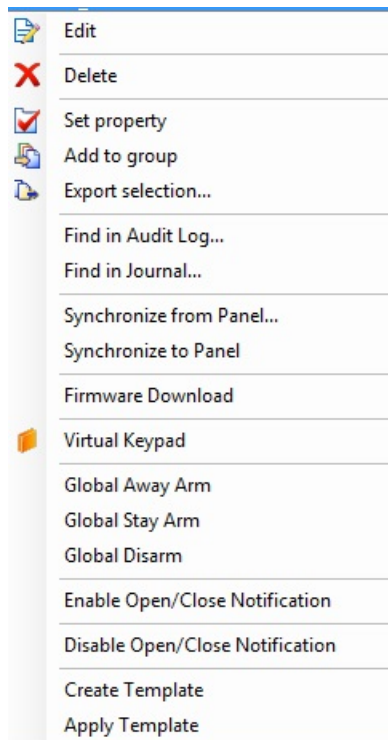 Edit
Delete
Set property
Add to group
Export selection...
Find in Audit Log...
Find in Journal...
Synchronize from Panel...
Synchronize to Panel
Firmware Download
Virtual Keypad
Global Away Arm
Global Stay Arm
Global Disarm
Enable Open/Close Notification
Disable Open/Close Notification
Create Template
Apply Template